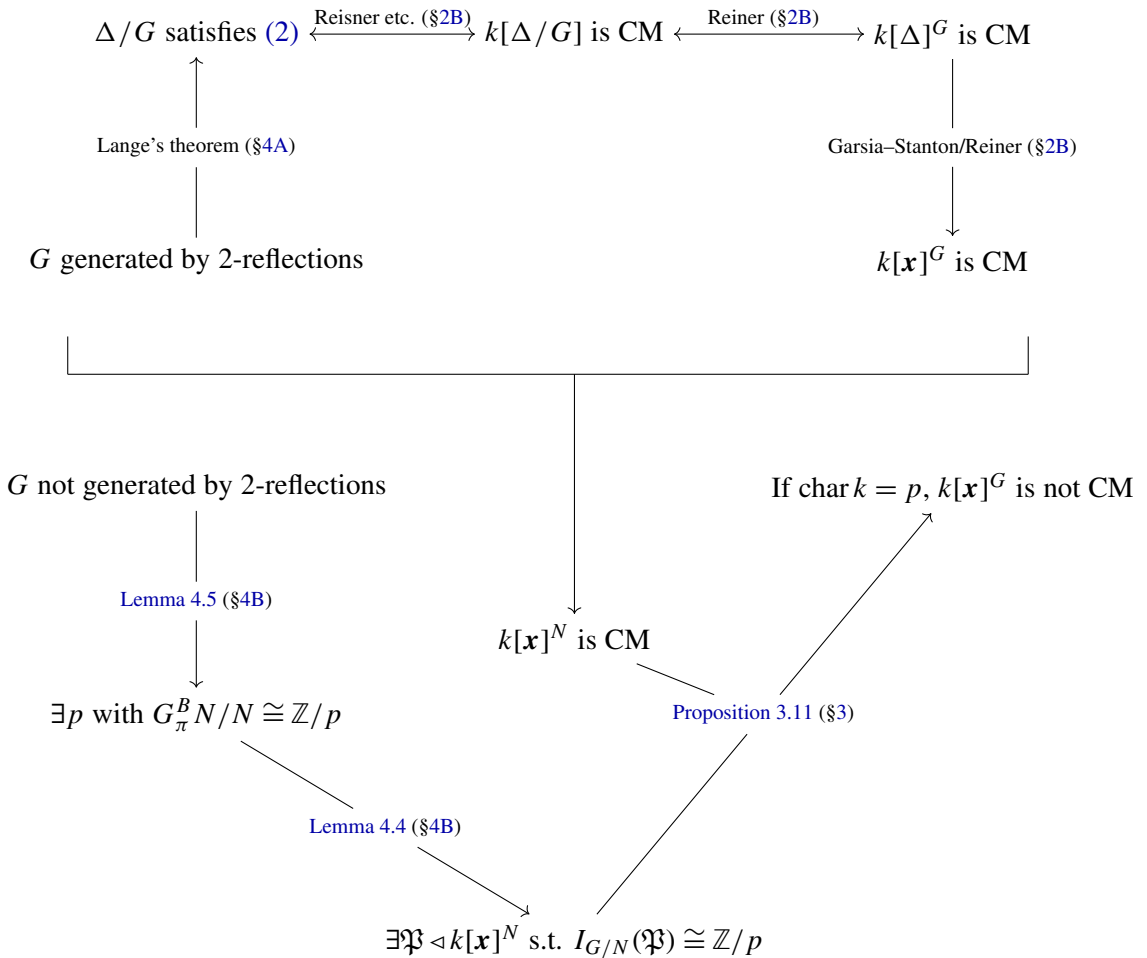 Δ/G satisfies (2) Reisner etc. (§2B) k[Δ/G] is CM Reiner (§2B) k[Δ]^G is CM
Lange's theorem (§4A) Garsia–Stanton/Reiner (§2B)
G generated by 2-reflections k[x]^G is CM
G not generated by 2-reflections If char k = p, k[x]^G is not CM
Lemma 4.5 (§4B)
k[x]^N is CM
∃p with G_π^B N/N ≅ ℤ/p Proposition 3.11 (§3)
Lemma 4.4 (§4B)
∃𝔓 ◁ k[x]^N s.t. I_{G/N}(𝔓) ≅ ℤ/p